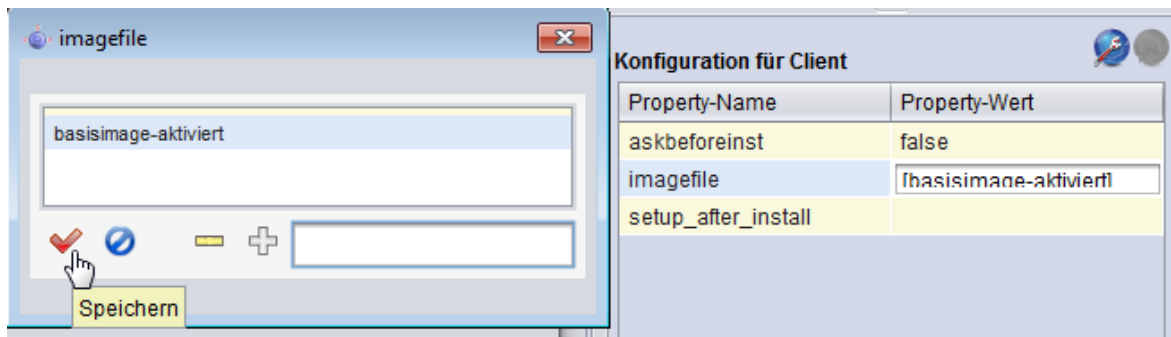 imagefile
basisimage-aktiviert
Speichern
Konfiguration für Client
Property-Name Property-Wert
askbeforeinst false
imagefile [basisimage-aktiviert]
setup_after_install